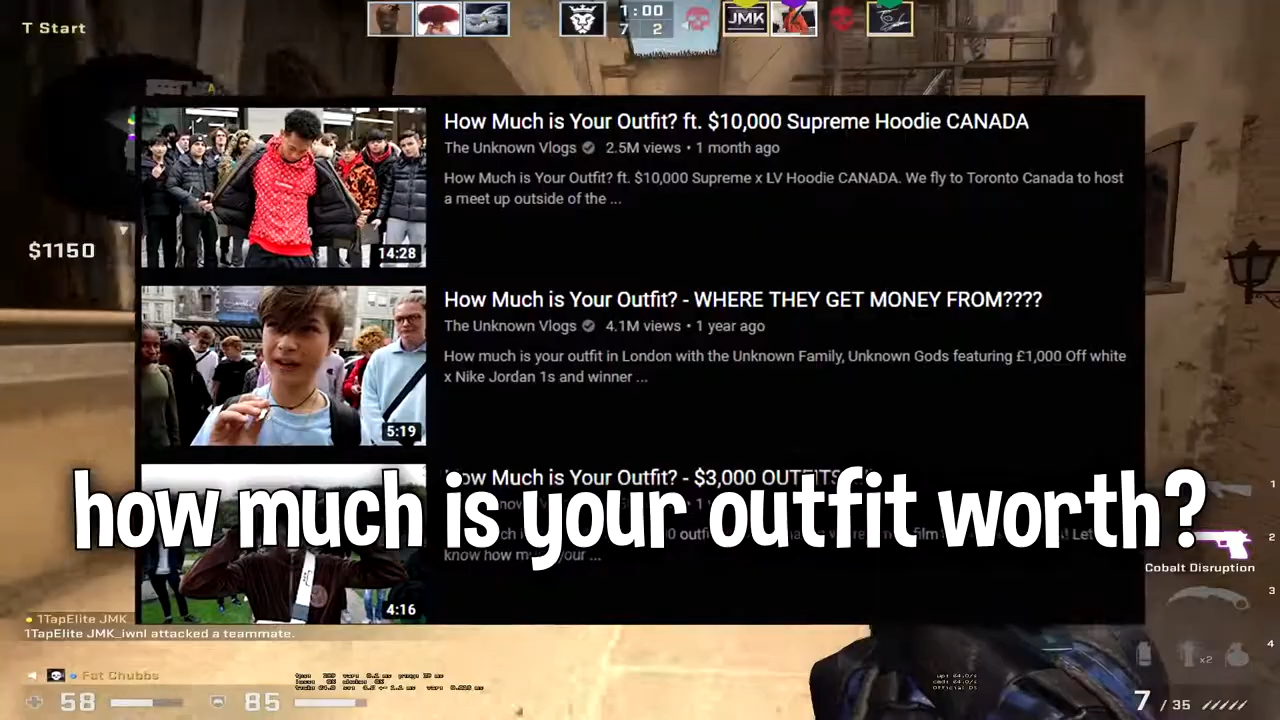 T Start
1:00
7 2
JMK
A
How Much is Your Outfit? ft. $10,000 Supreme Hoodie CANADA
The Unknown Vlogs 2.5M views • 1 month ago
How Much is Your Outfit? ft. $10,000 Supreme x LV Hoodie CANADA. We fly to Toronto Canada to host
a meet up outside of the ...
14:28
$1150
How Much is Your Outfit? - WHERE THEY GET MONEY FROM????
The Unknown Vlogs 4.1M views • 1 year ago
How much is your outfit in London with the Unknown Family, Unknown Gods featuring £1,000 Off white
x Nike Jordan 1s and winner ...
5:19
How Much is Your Outfit? - $3,000 OUTFITS
how much is your outfit worth?
know how your ...
4:16
1
2
Cobalt Disruption
3
4
x2
1TapElite JMK
1TapElite JMK_iwnl attacked a teammate.
Fat Chubbs
58 85
7 / 35